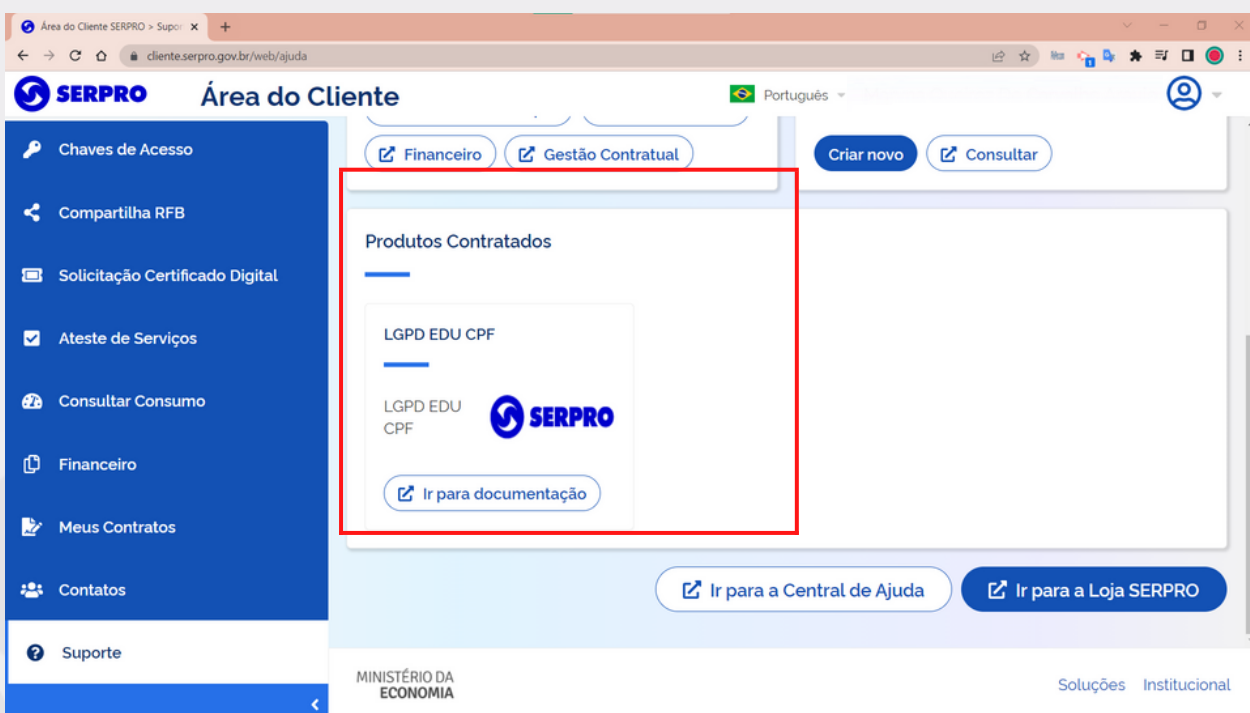 Área do Cliente SERPRO > Supor
cliente.serpro.gov.br/web/ajuda
SERPRO
Área do Cliente
Português
Chaves de Acesso
Compartilha RFB
Solicitação Certificado Digital
Ateste de Serviços
Consultar Consumo
Financeiro
Meus Contratos
Contatos
Suporte
Financeiro
Gestão Contratual
Criar novo
Consultar
Produtos Contratados
LGPD EDU CPF
LGPD EDU
CPF
SERPRO
Ir para documentação
Ir para a Central de Ajuda
Ir para a Loja SERPRO
MINISTÉRIO DA
ECONOMIA
Soluções
Institucional